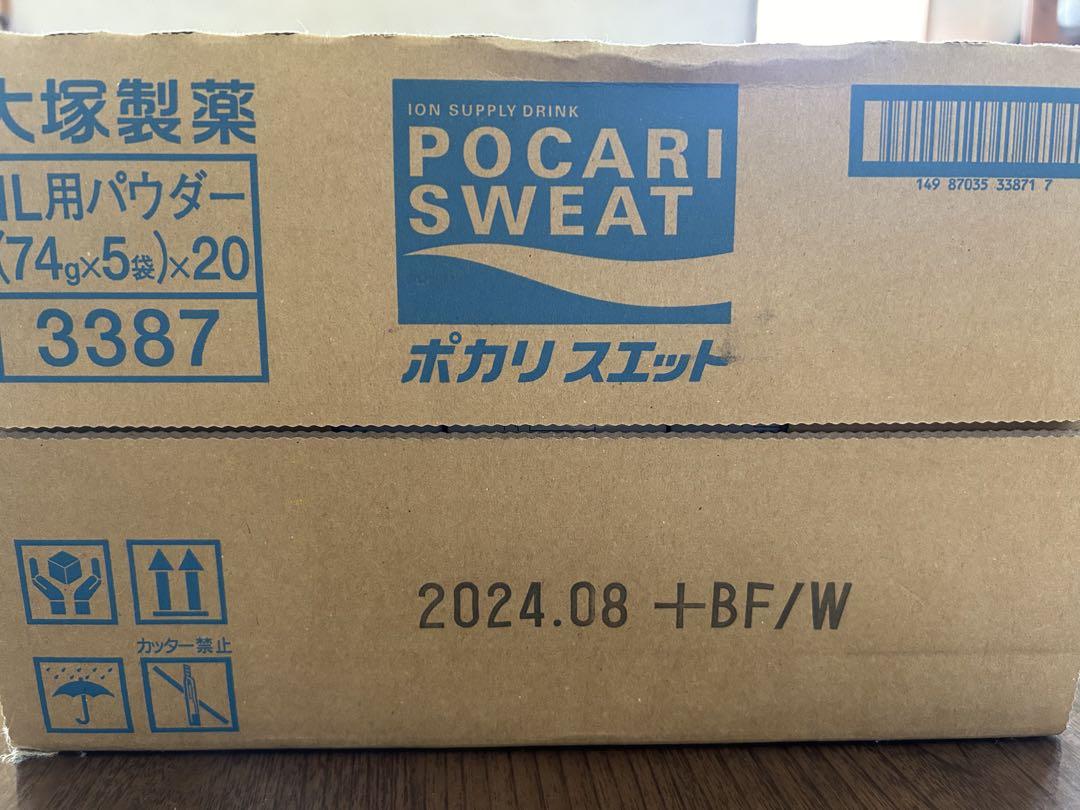 大塚製薬
ION SUPPLY DRINK
POCARI
SWEAT
149 87035 33871 7
L用パウダー
(74g×5袋)×20
3387
ポカリスエット
2024.08 +BF/W
カッター禁止